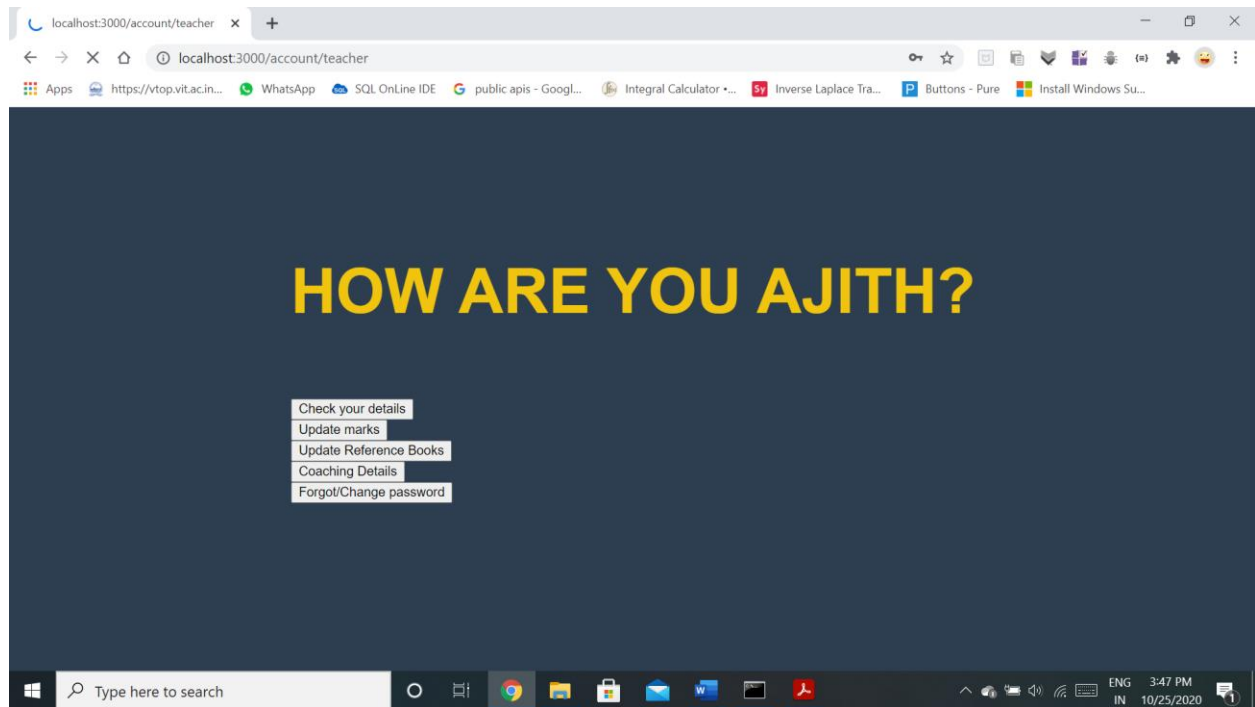 localhost:3000/account/teacher
localhost:3000/account/teacher
Apps https://vtop.vit.ac.in... WhatsApp SQL OnLine IDE public apis - Googl... Integral Calculator •... Sy Inverse Laplace Tra... P Buttons - Pure Install Windows Su...
HOW ARE YOU AJITH?
Check your details
Update marks
Update Reference Books
Coaching Details
Forgot/Change password
Type here to search
ENG 3:47 PM
IN 10/25/2020 1